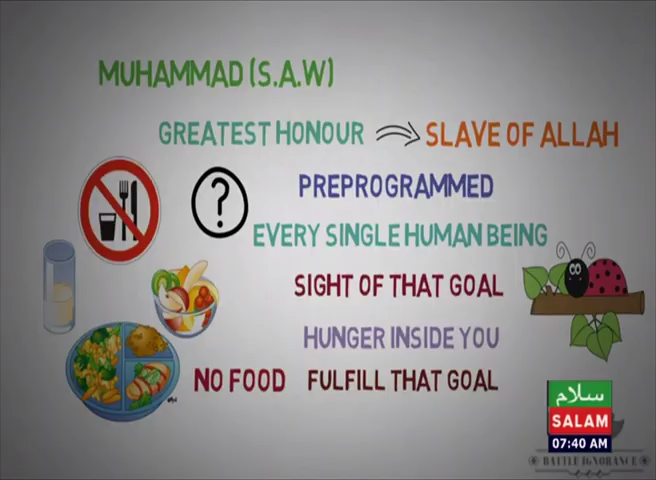 MUHAMMAD (S.A.W)
GREATEST HONOUR
SLAVE OF ALLAH
?
PREPROGRAMMED
EVERY SINGLE HUMAN BEING
SIGHT OF THAT GOAL
HUNGER INSIDE YOU
NO FOOD FULFILL THAT GOAL
سلام
SALAM
07:40 AM
BATTLE IGNORANCE